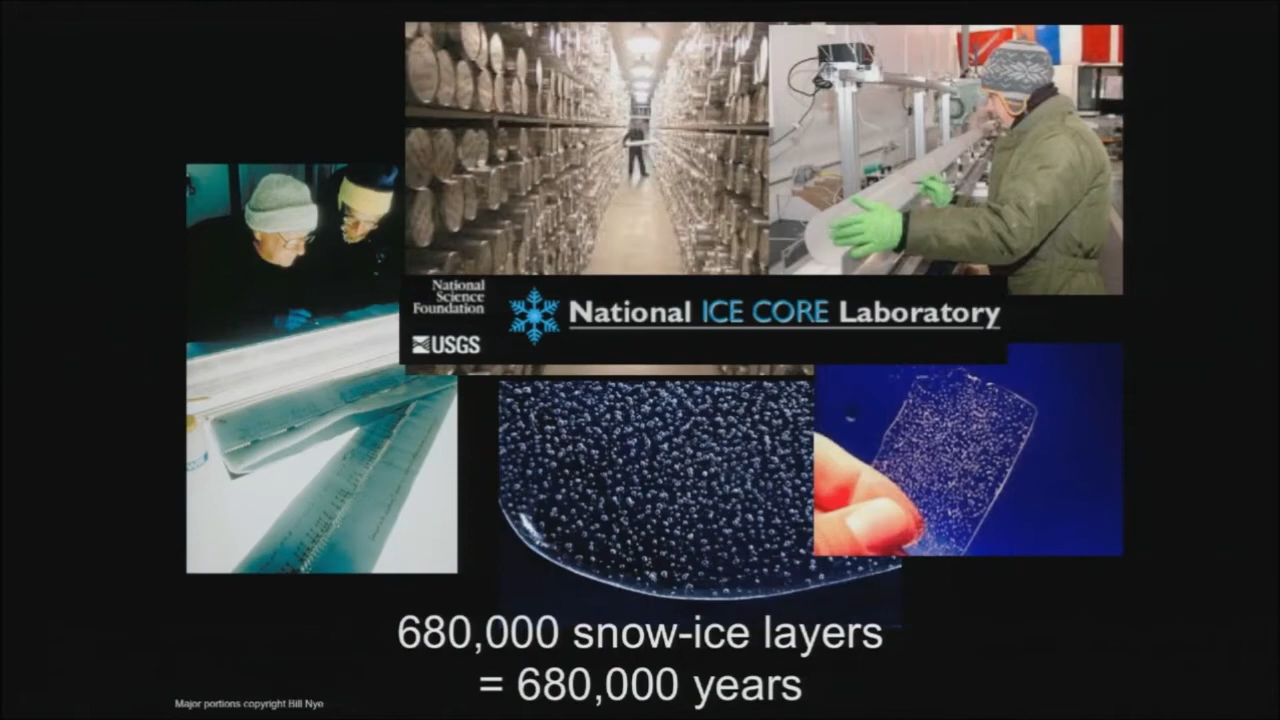 National
Science
Foundation
USGS
National ICE CORE Laboratory
680,000 snow-ice layers
= 680,000 years
Major portions copyright Bill Nye